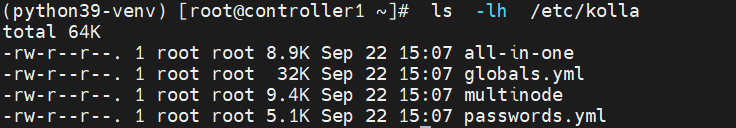 (python39-venv) [root@controller1 ~]#  ls  -lh  /etc/kolla
total 64K
-rw-r--r--. 1 root root 8.9K Sep 22 15:07 all-in-one
-rw-r--r--. 1 root root  32K Sep 22 15:07 globals.yml
-rw-r--r--. 1 root root 9.4K Sep 22 15:07 multinode
-rw-r--r--. 1 root root 5.1K Sep 22 15:07 passwords.yml